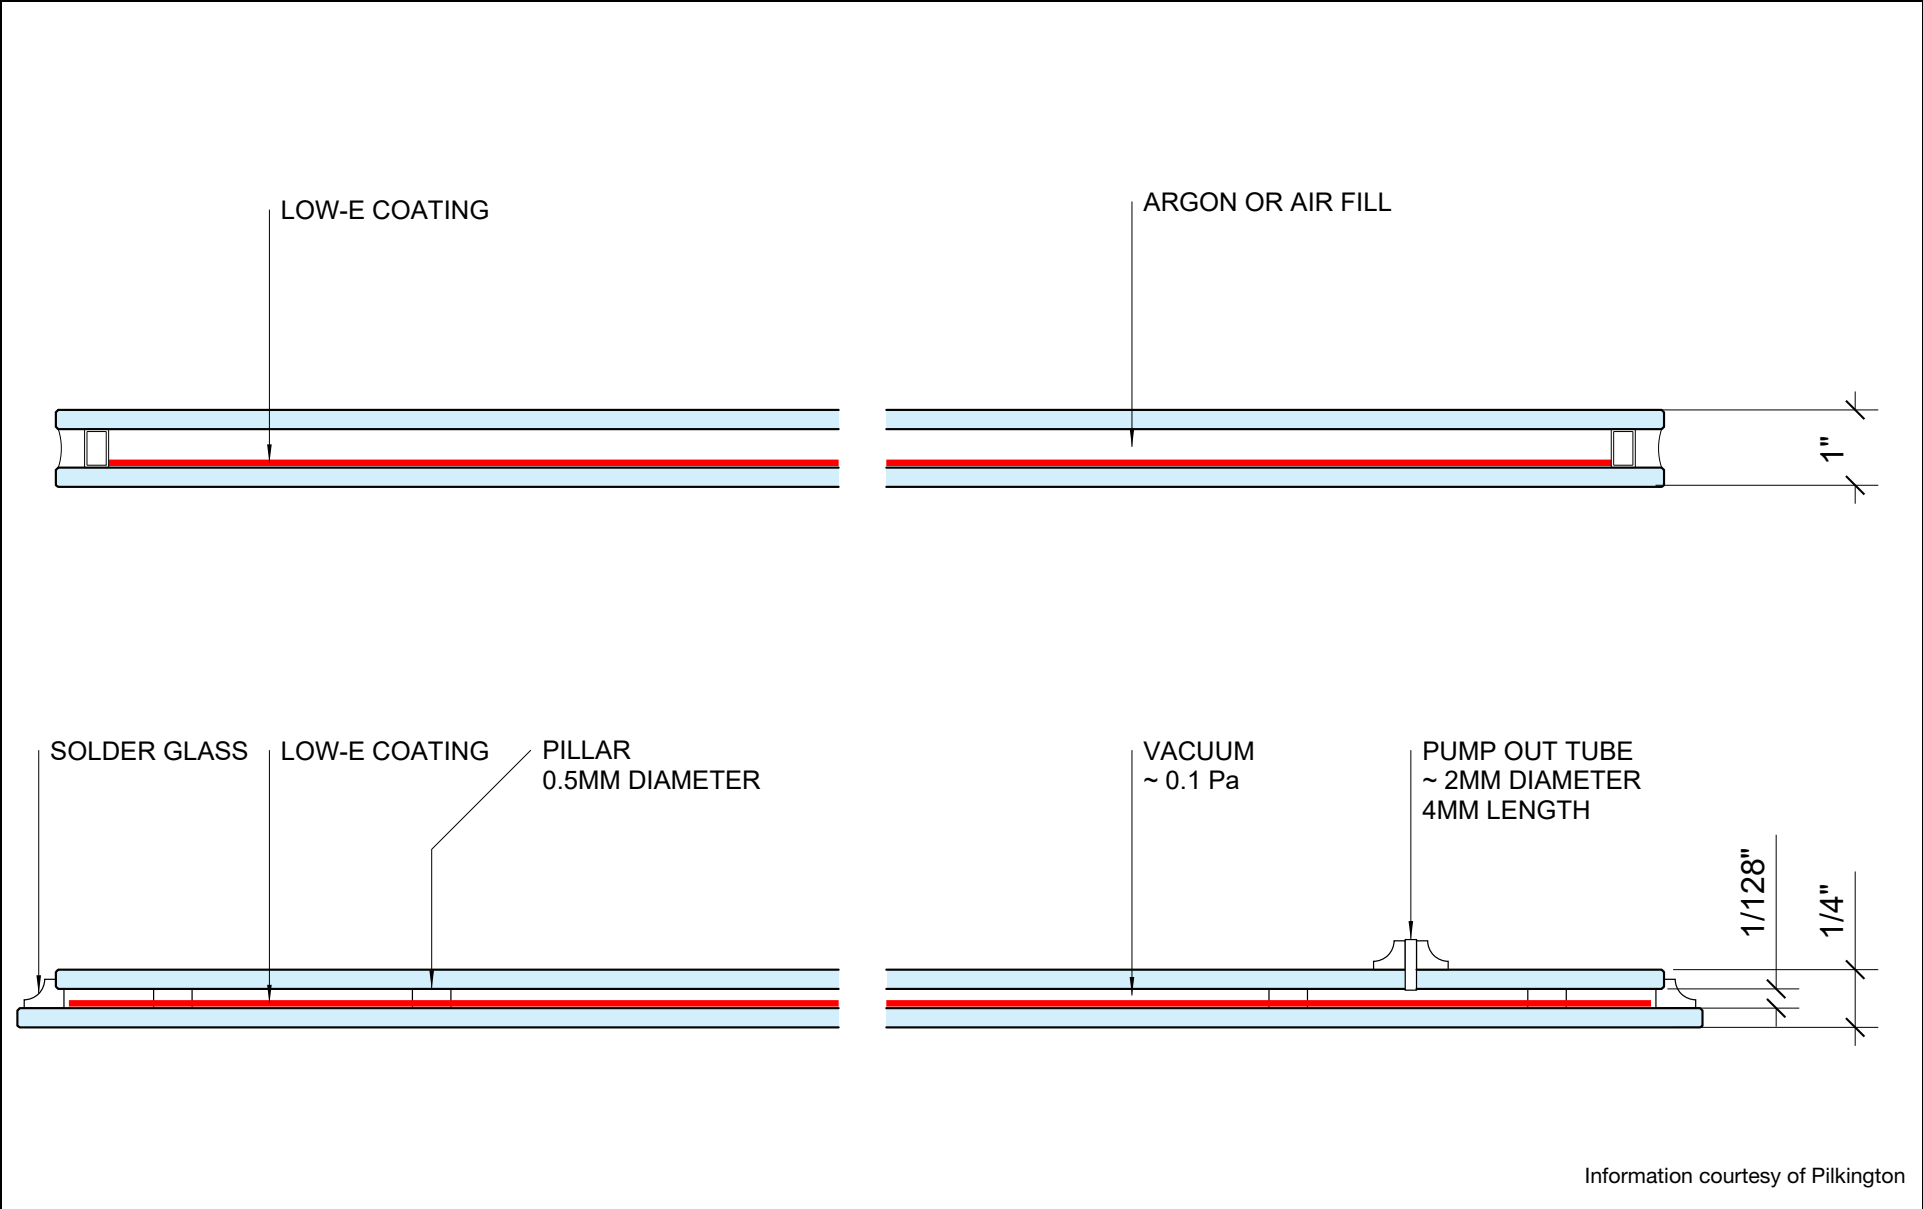 LOW-E COATING
ARGON OR AIR FILL
1"
SOLDER GLASS
LOW-E COATING
PILLAR
0.5MM DIAMETER
VACUUM
~ 0.1 Pa
PUMP OUT TUBE
~ 2MM DIAMETER
4MM LENGTH
1/128"
1/4"
Information courtesy of Pilkington